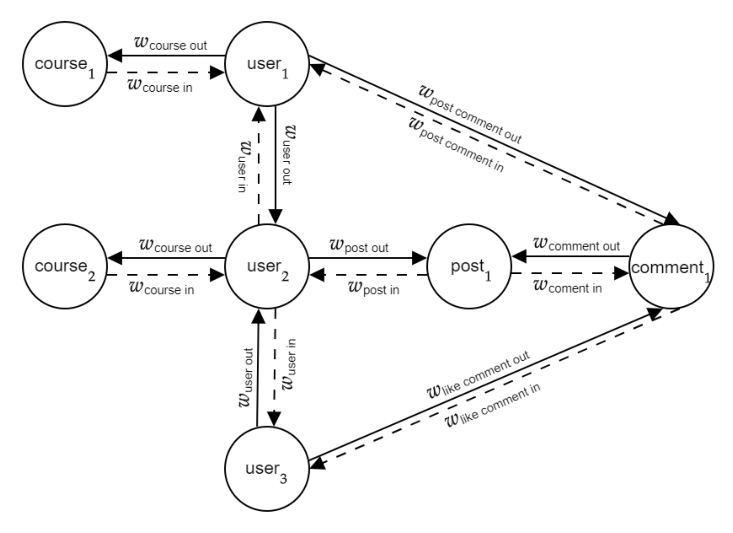 w course out
course 1
user 1
w course in
w post comment out
w post comment in
w user in
w user out
w course out
w post out
w comment out
course 2
user 2
post 1
comment 1
w course in
w post in
w coment in
w user out
w user in
w like comment out
w like comment in
user 3